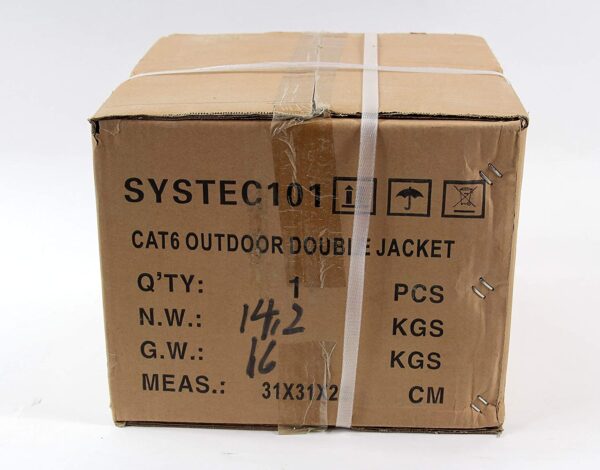 SYSTEC101
CAT6 OUTDOOR DOUBLE JACKET
Q'TY: 1 PCS
N.W.: 14,2 KGS
G.W.: 16 KGS
MEAS.: 31X31X2 CM